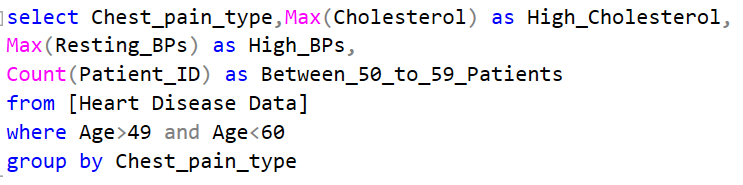 select Chest_pain_type,Max(Cholesterol) as High_Cholesterol,
Max(Resting_BPs) as High_BPs,
Count(Patient_ID) as Between_50_to_59_Patients
from [Heart Disease Data]
where Age>49 and Age<60
group by Chest_pain_type